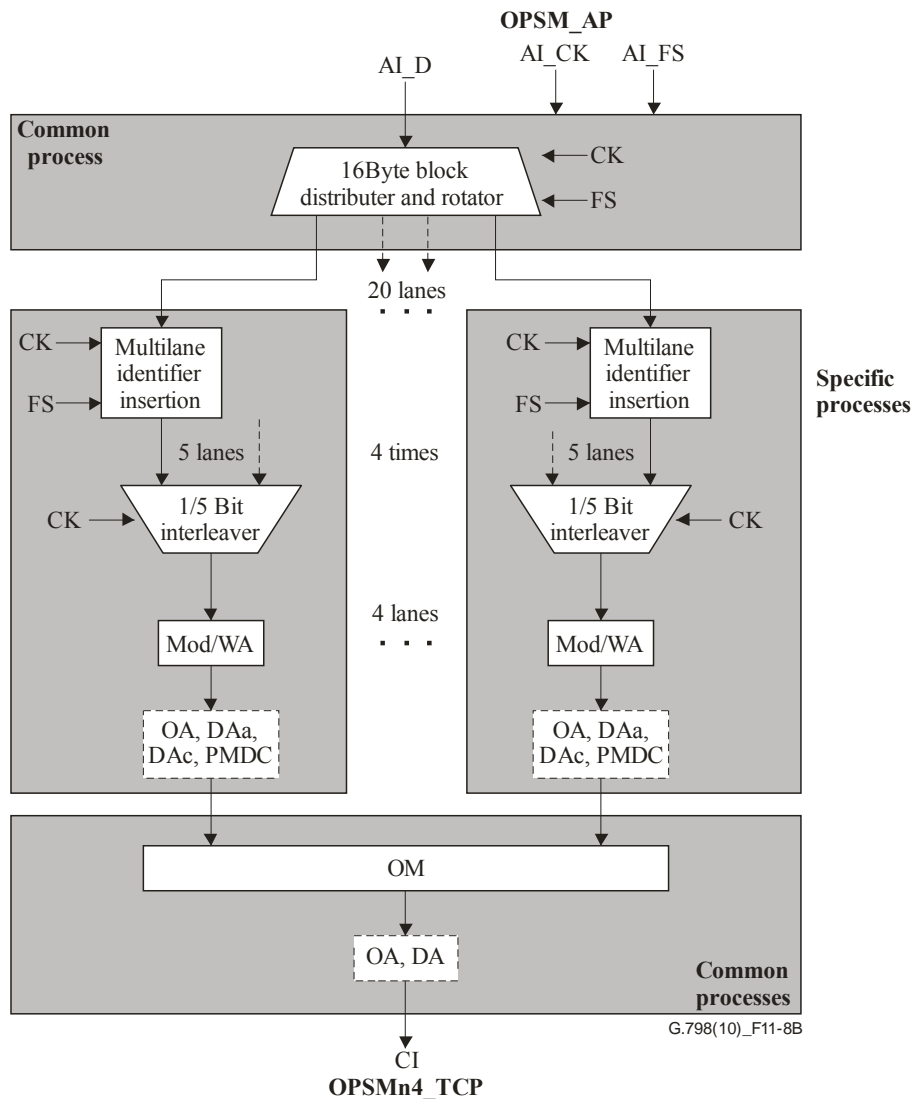 OPSM_AP
AI_D
AI_CK
AI_FS
Common
process
16Byte block
distributer and rotator
CK
FS
20 lanes
. . .
CK
Multilane
identifier
insertion
FS
CK
Multilane
identifier
insertion
FS
Specific
processes
5 lanes
4 times
5 lanes
CK
1/5 Bit
interleaver
1/5 Bit
interleaver
CK
4 lanes
. . .
Mod/WA
Mod/WA
OA, DAa,
DAc, PMDC
OA, DAa,
DAc, PMDC
OM
OA, DA
Common
processes
G.798(10)_F11-8B
CI
OPSMn4_TCP